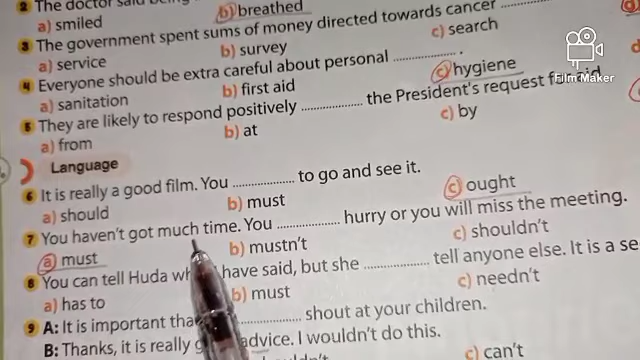 2 The doctor said
a) smiled b) breathed
3 The government spent sums of money directed towards cancer ..........
a) service b) survey c) search
4 Everyone should be extra careful about personal .......... .
a) sanitation b) first aid c) hygiene
5 They are likely to respond positively .......... the President's request
a) from b) at c) by
Language
6 It is really a good film. You .......... to go and see it.
a) should b) must c) ought
7 You haven't got much time. You .......... hurry or you will miss the meeting.
a) must b) mustn't c) shouldn't
8 You can tell Huda have said, but she .......... tell anyone else. It is a
a) has to b) must c) needn't
9 A: It is important .......... shout at your children.
B: Thanks, it is really advice. I wouldn't do this.
c) can't
Film Maker